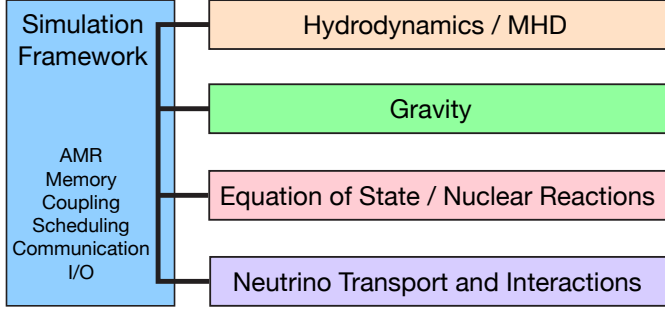 Simulation
Framework
AMR
Memory
Coupling
Scheduling
Communication
I/O
Hydrodynamics / MHD
Gravity
Equation of State / Nuclear Reactions
Neutrino Transport and Interactions